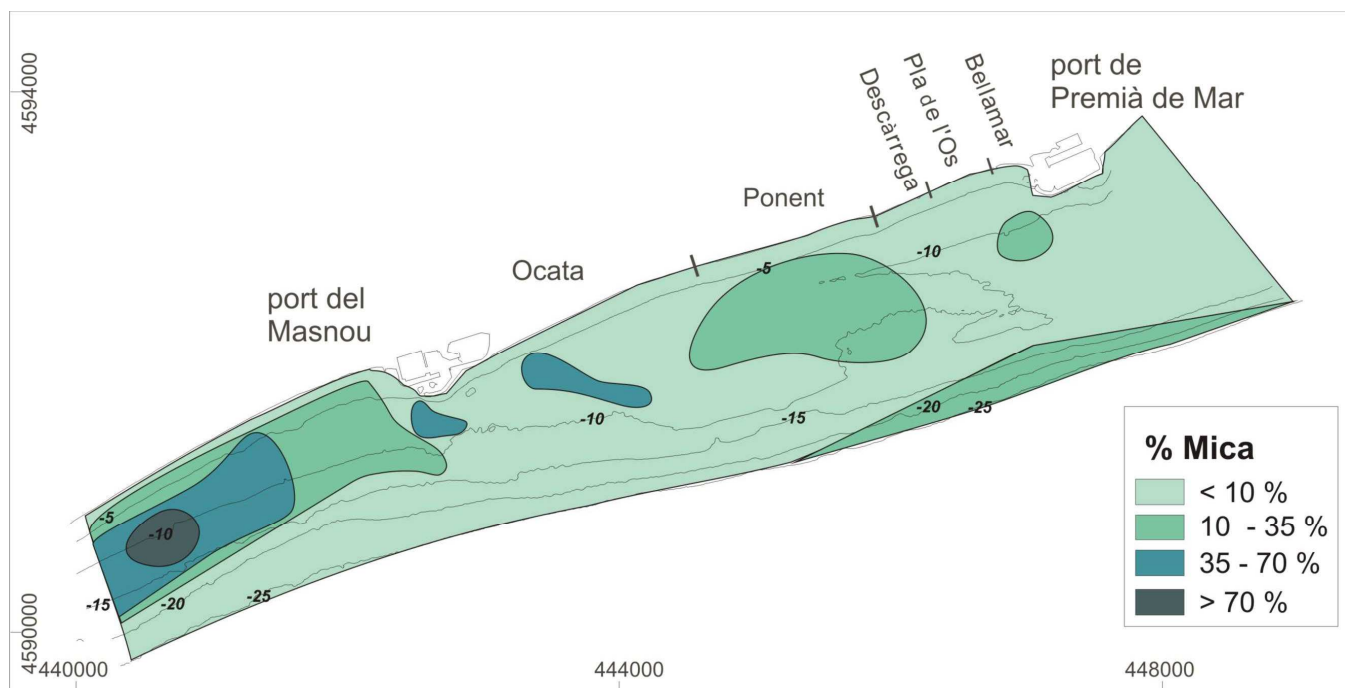 4594000
4590000
440000
444000
448000
port de
Premià de Mar
Bellamar
Pla de l'Os
Descàrrega
Ponent
Ocata
port del
Masnou
-5
-10
-10
-15
-20
-25
-5
-10
-15
-20
-25
% Mica
< 10 %
10 - 35 %
35 - 70 %
> 70 %